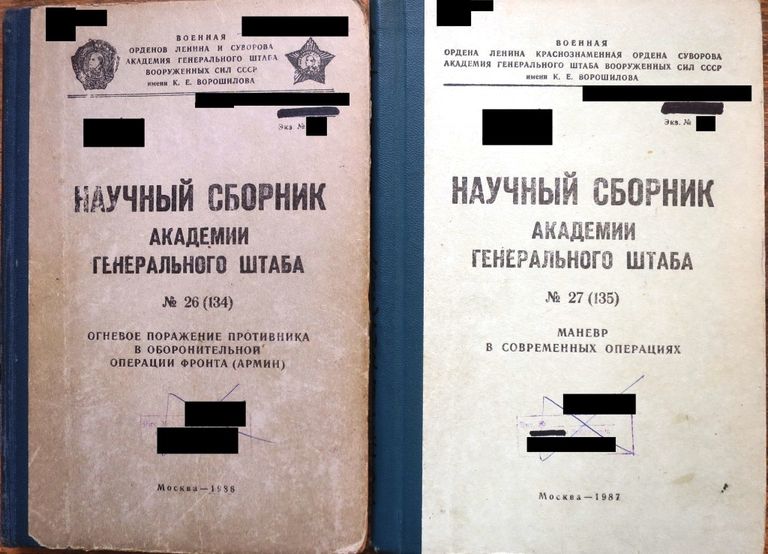 ВОЕННАЯ
ОРДЕНОВ ЛЕНИНА И СУВОРОВА
АКАДЕМИЯ ГЕНЕРАЛЬНОГО ШТАБА
ВООРУЖЕННЫХ СИЛ СССР
имени К. Е. ВОРОШИЛОВА
Экз. №
НАУЧНЫЙ СБОРНИК
АКАДЕМИИ
ГЕНЕРАЛЬНОГО ШТАБА
№ 26 (134)
ОГНЕВОЕ ПОРАЖЕНИЕ ПРОТИВНИКА
В ОБОРОНИТЕЛЬНОЙ
ОПЕРАЦИИ ФРОНТА (АРМИИ)
Москва—1986
ВОЕННАЯ
ОРДЕНА ЛЕНИНА КРАСНОЗНАМЕННАЯ ОРДЕНА СУВОРОВА
АКАДЕМИЯ ГЕНЕРАЛЬНОГО ШТАБА ВООРУЖЕННЫХ СИЛ СССР
имени К. Е. ВОРОШИЛОВА
Экз. №
НАУЧНЫЙ СБОРНИК
АКАДЕМИИ
ГЕНЕРАЛЬНОГО ШТАБА
№ 27 (135)
МАНЕВР
В СОВРЕМЕННЫХ ОПЕРАЦИЯХ
Москва—1987